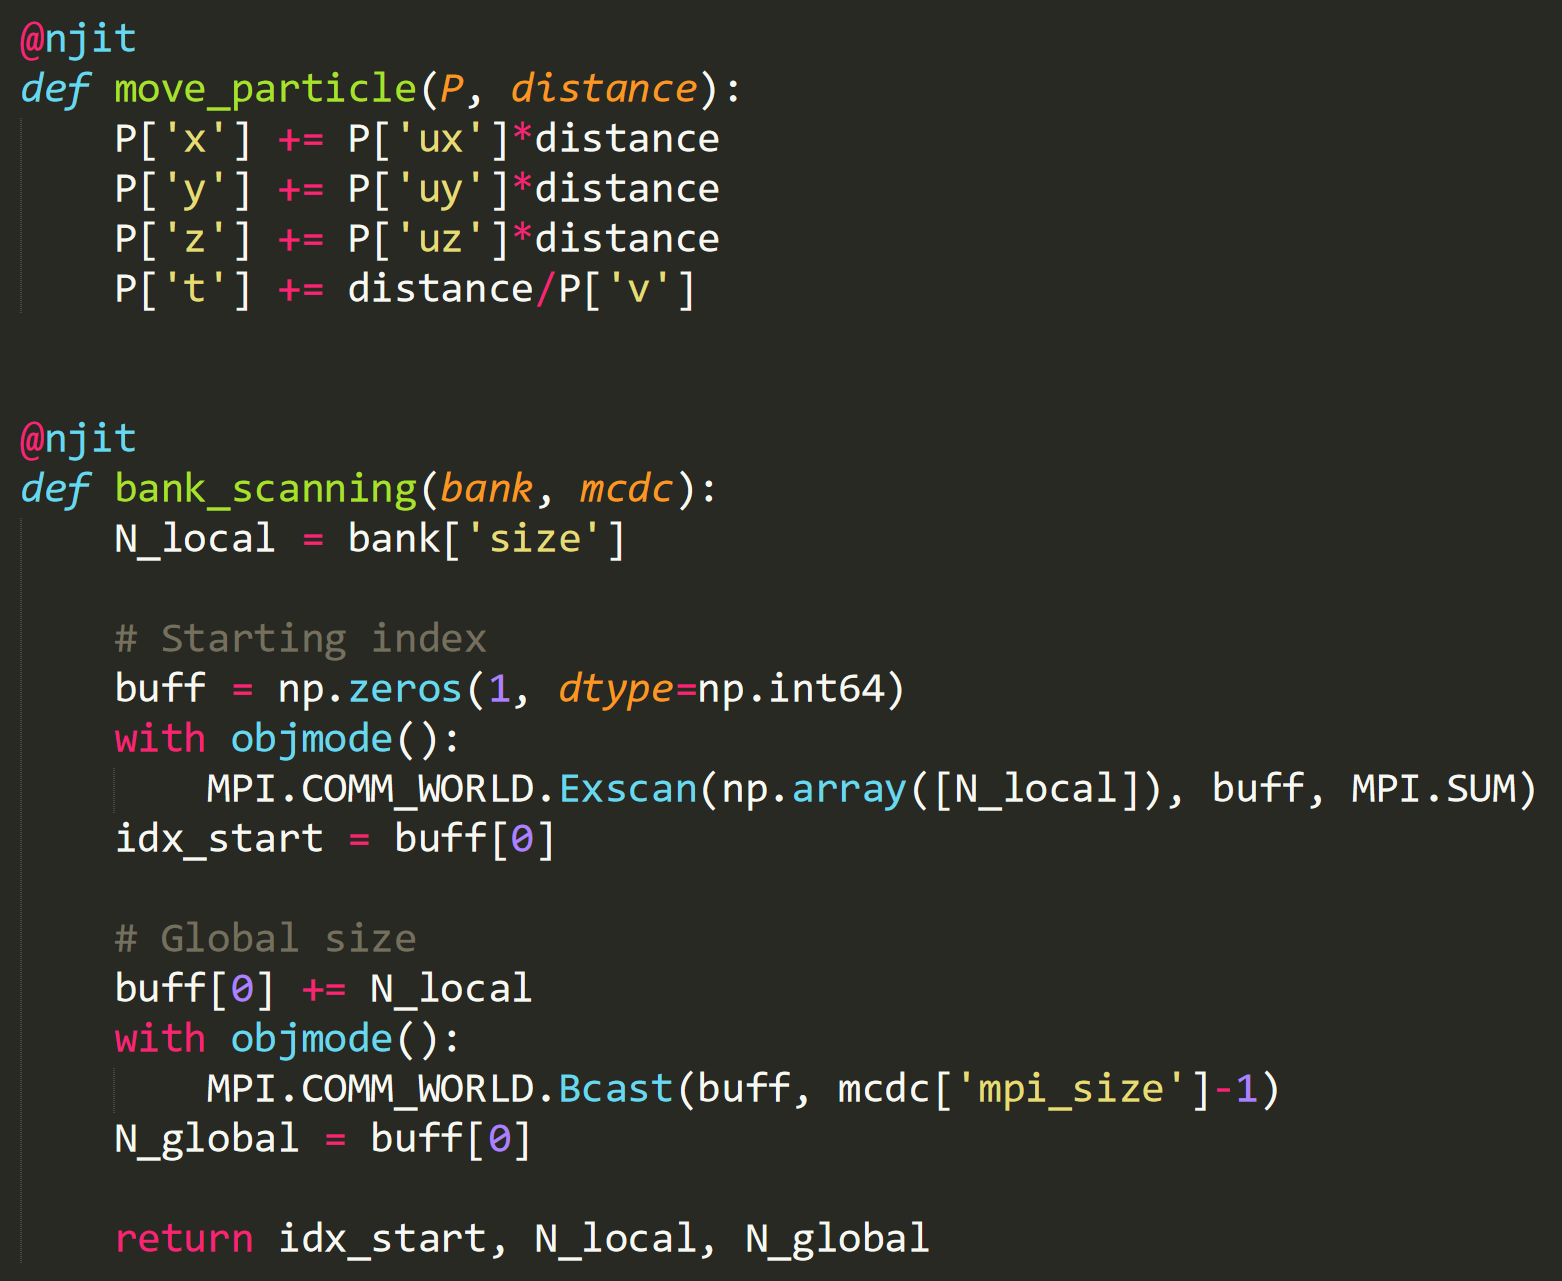 @njit
def move_particle(P, distance):
    P['x'] += P['ux']*distance
    P['y'] += P['uy']*distance
    P['z'] += P['uz']*distance
    P['t'] += distance/P['v']
@njit
def bank_scanning(bank, mcdc):
    N_local = bank['size']
    # Starting index
    buff = np.zeros(1, dtype=np.int64)
    with objmode():
        MPI.COMM_WORLD.Exscan(np.array([N_local]), buff, MPI.SUM)
    idx_start = buff[0]
    # Global size
    buff[0] += N_local
    with objmode():
        MPI.COMM_WORLD.Bcast(buff, mcdc['mpi_size']-1)
    N_global = buff[0]
    return idx_start, N_local, N_global